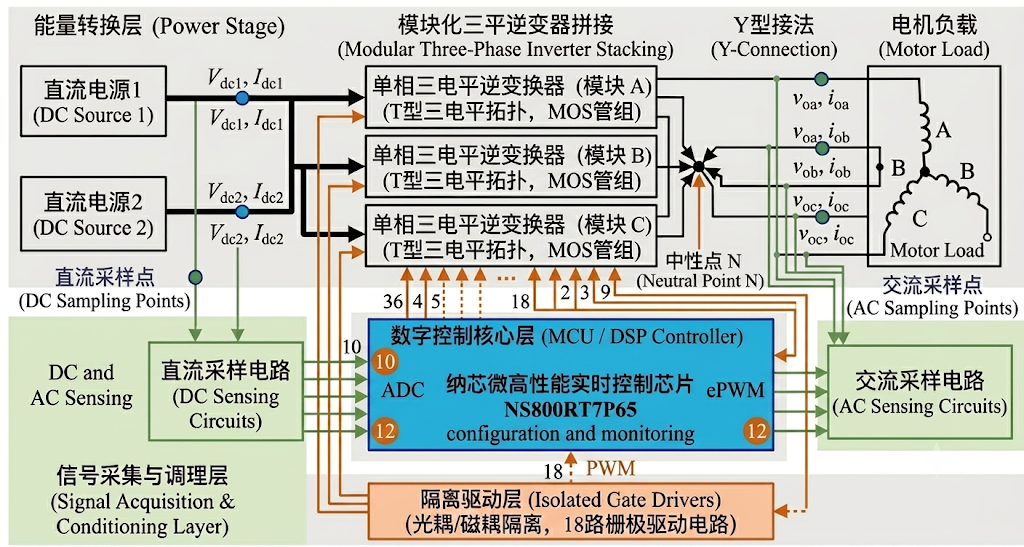 能量转换层 (Power Stage)
模块化三平逆变器拼接
(Modular Three-Phase Inverter Stacking)
Y型接法
(Y-Connection)
电机负载
(Motor Load)
直流电源1
(DC Source 1)
Vdc1, Idc1
Vdc1, Idc1
直流电源2
(DC Source 2)
Vdc2, Idc2
Vdc2, Idc2
单相三电平逆变换器（模块 A）
(T型三电平拓扑，MOS管组)
单相三电平逆变换器（模块 B）
(T型三电平拓扑，MOS管组)
单相三电平逆变换器（模块 C）
(T型三电平拓扑，MOS管组)
voa, ioa
voa, iob
vob, iob
voc, ioc
voc, ioc
A
B
B
C
Motor Load
中性点 N
(Neutral Point N)
直流采样点
(DC Sampling Points)
交流采样点
(AC Sampling Points)
36
4
5
...
18
2
3
9
DC and
AC Sensing
直流采样电路
(DC Sensing
Circuits)
10
数字控制核心层 (MCU / DSP Controller)
10
ADC
纳芯微高性能实时控制芯片
NS800RT7P65
configuration and monitoring
ePWM
12
12
交流采样电路
(AC Sensing Circuits)
信号采集与调理层
(Signal Acquisition &
Conditioning Layer)
18
PWM
隔离驱动层 (Isolated Gate Drivers)
(光耦/磁耦隔离，18路栅极驱动电路)